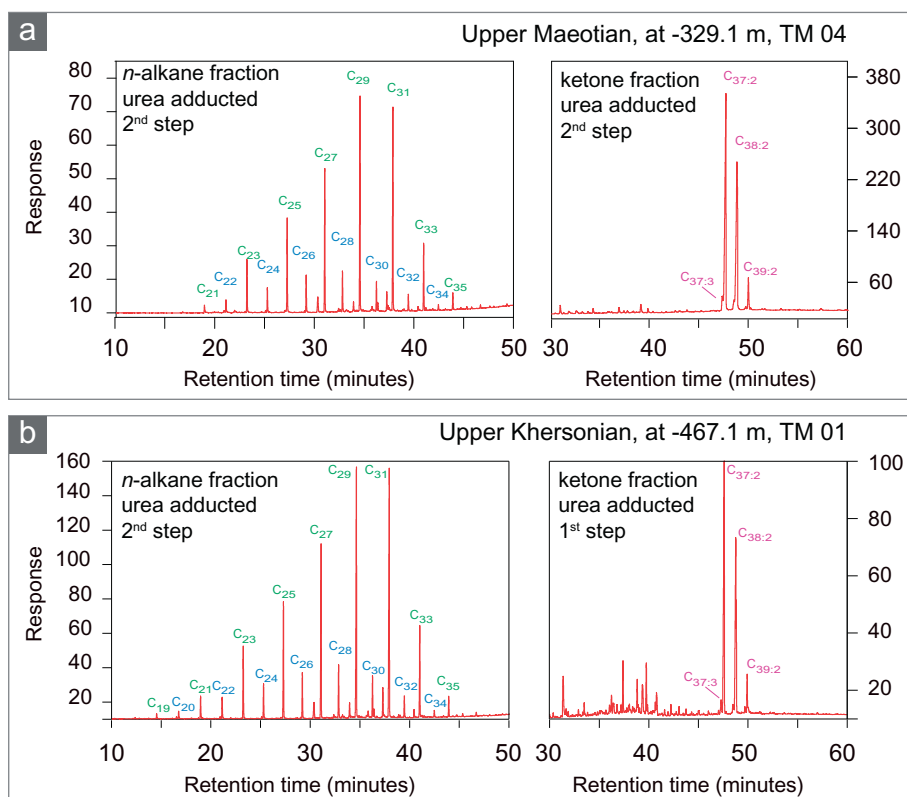 a
Upper Maeotian, at -329.1 m, TM 04
n-alkane fraction
urea adducted
2nd step
Response
80
70
60
50
40
30
20
10
C21
C22
C23
C24
C25
C26
C27
C28
C29
C30
C31
C32
C33
C34
C35
10 20 30 40 50
Retention time (minutes)
ketone fraction
urea adducted
2nd step
C37:2
C38:2
C37:3
C39:2
380
300
220
140
60
30 40 50 60
Retention time (minutes)
b
Upper Khersonian, at -467.1 m, TM 01
n-alkane fraction
urea adducted
2nd step
Response
160
140
120
100
80
60
40
20
C19
C20
C21
C22
C23
C24
C25
C26
C27
C28
C29
C30
C31
C32
C33
C34
C35
10 20 30 40 50
Retention time (minutes)
ketone fraction
urea adducted
1st step
C37:2
C38:2
C37:3
C39:2
100
80
60
40
20
30 40 50 60
Retention time (minutes)